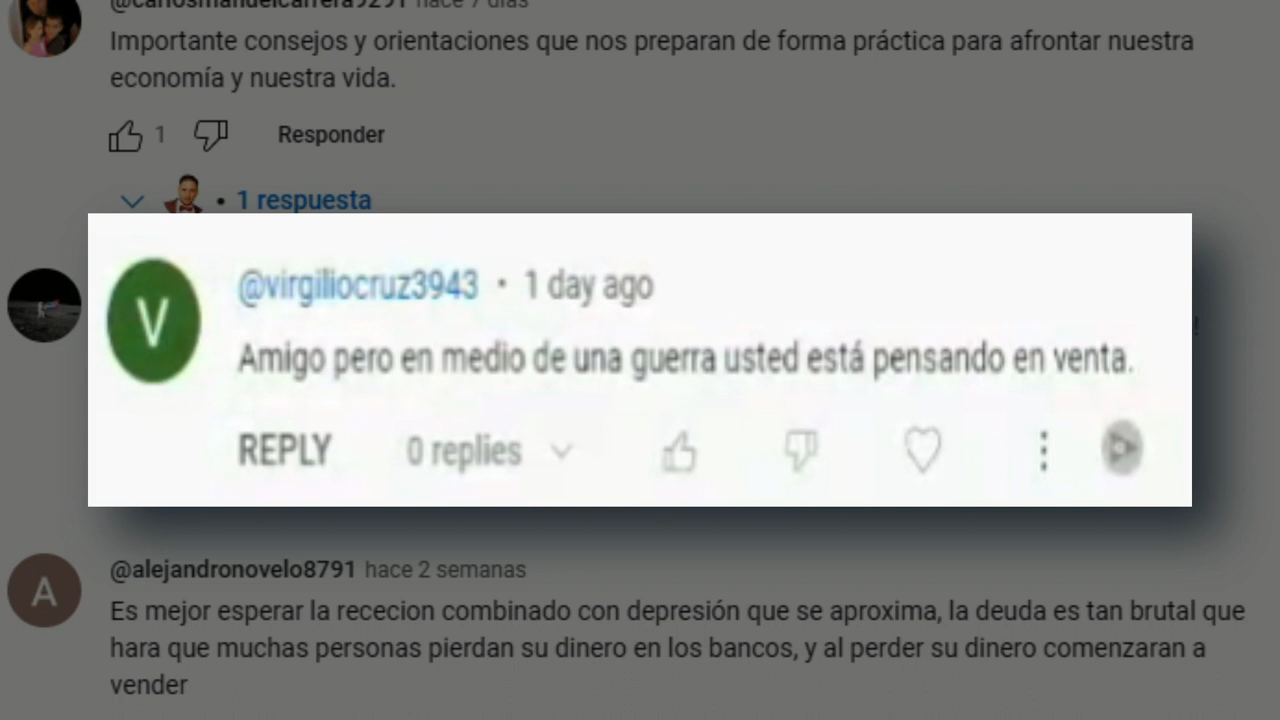 @carlosmanuelcarrera9291 hace 7 días
Importante consejos y orientaciones que nos preparan de forma práctica para afrontar nuestra
economía y nuestra vida.
1 Responder
• 1 respuesta
V
@virgiliocruz3943 · 1 day ago
Amigo pero en medio de una guerra usted está pensando en venta.
REPLY 0 replies
!
A
@alejandronovelo8791 hace 2 semanas
Es mejor esperar la rececion combinado con depresión que se aproxima, la deuda es tan brutal que
hara que muchas personas pierdan su dinero en los bancos, y al perder su dinero comenzaran a
vender